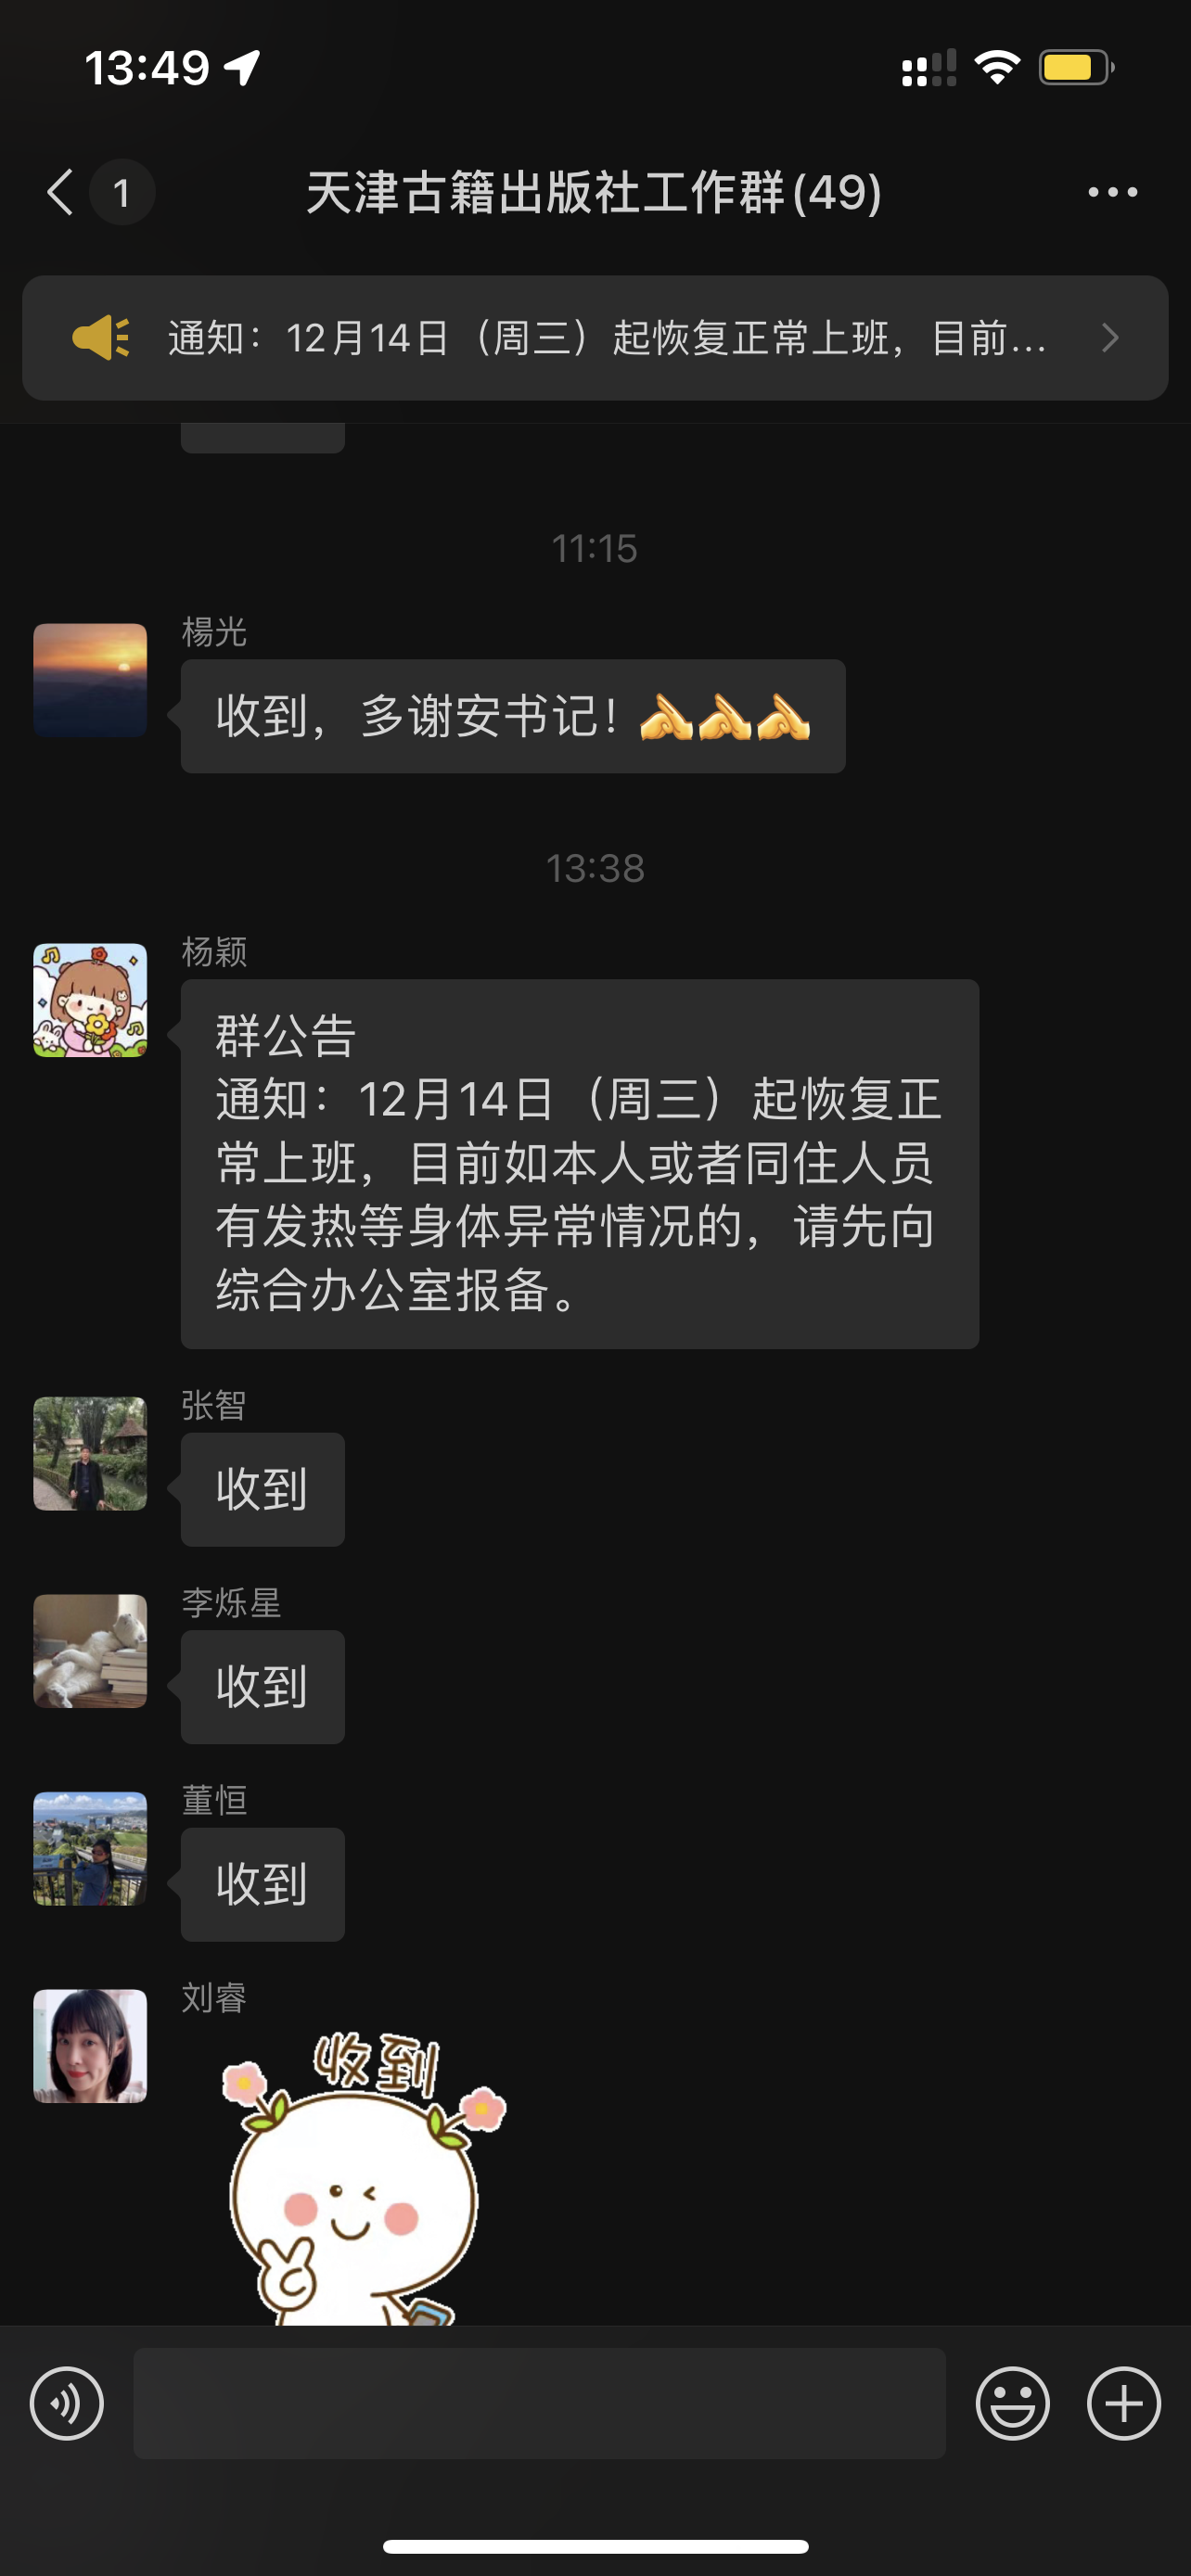 13:49
1
天津古籍出版社工作群(49)
通知：12月14日（周三）起恢复正常上班，目前...
11:15
楊光
收到，多谢安书记！🫴🫴🫴
13:38
杨颖
群公告
通知：12月14日（周三）起恢复正
常上班，目前如本人或者同住人员
有发热等身体异常情况的，请先向
综合办公室报备。
张智
收到
李烁星
收到
董恒
收到
刘睿
收到